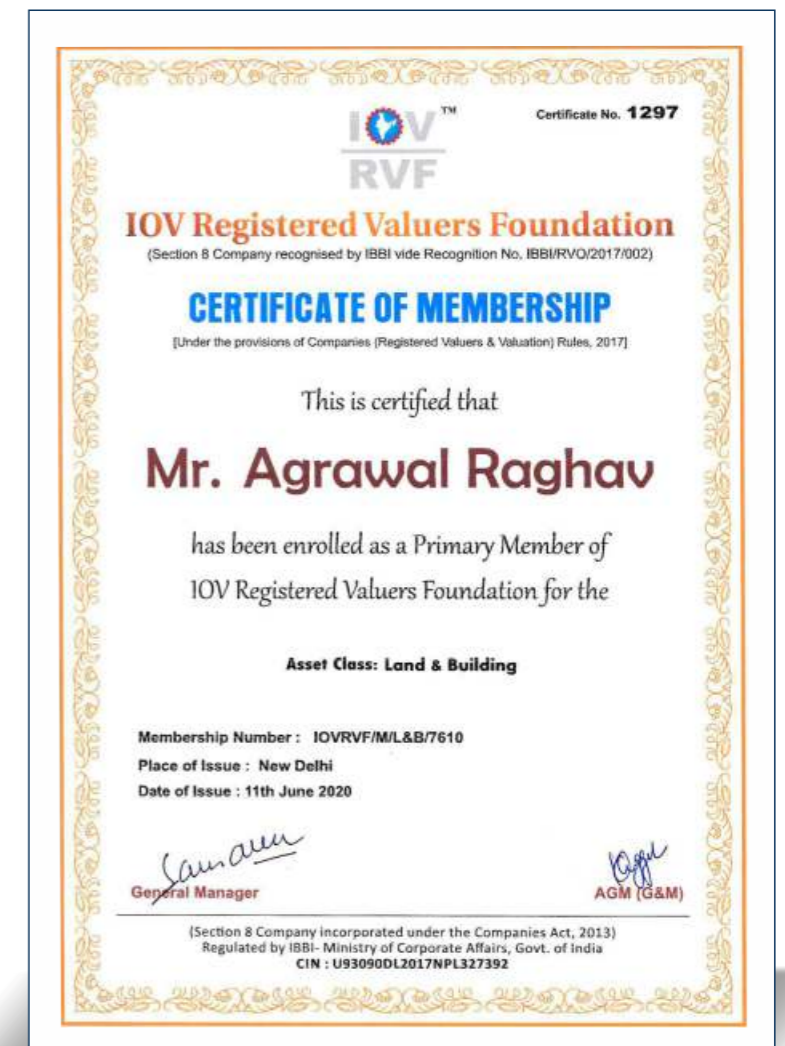 IOV™
RVF
Certificate No. 1297
IOV Registered Valuers Foundation
(Section 8 Company recognised by IBBI vide Recognition No. IBBI/RVO/2017/002)
CERTIFICATE OF MEMBERSHIP
[Under the provisions of Companies (Registered Valuers & Valuation) Rules, 2017]
This is certified that
Mr. Agrawal Raghav
has been enrolled as a Primary Member of
IOV Registered Valuers Foundation for the
Asset Class: Land & Building
Membership Number : IOVRVF/M/L&B/7610
Place of Issue : New Delhi
Date of Issue : 11th June 2020
General Manager
AGM (G&M)
(Section 8 Company incorporated under the Companies Act, 2013)
Regulated by IBBI- Ministry of Corporate Affairs, Govt. of India
CIN : U93090DL2017NPL327392